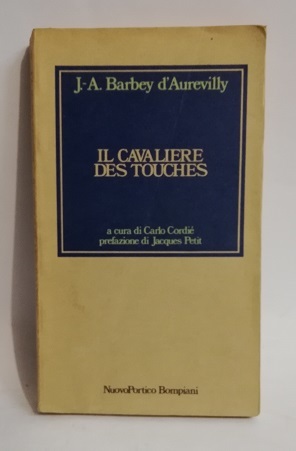 J.-A. Barbey d'Aurevilly
IL CAVALIERE
DES TOUCHES
a cura di Carlo Cordié
prefazione di Jacques Petit
NuovoPortico Bompiani